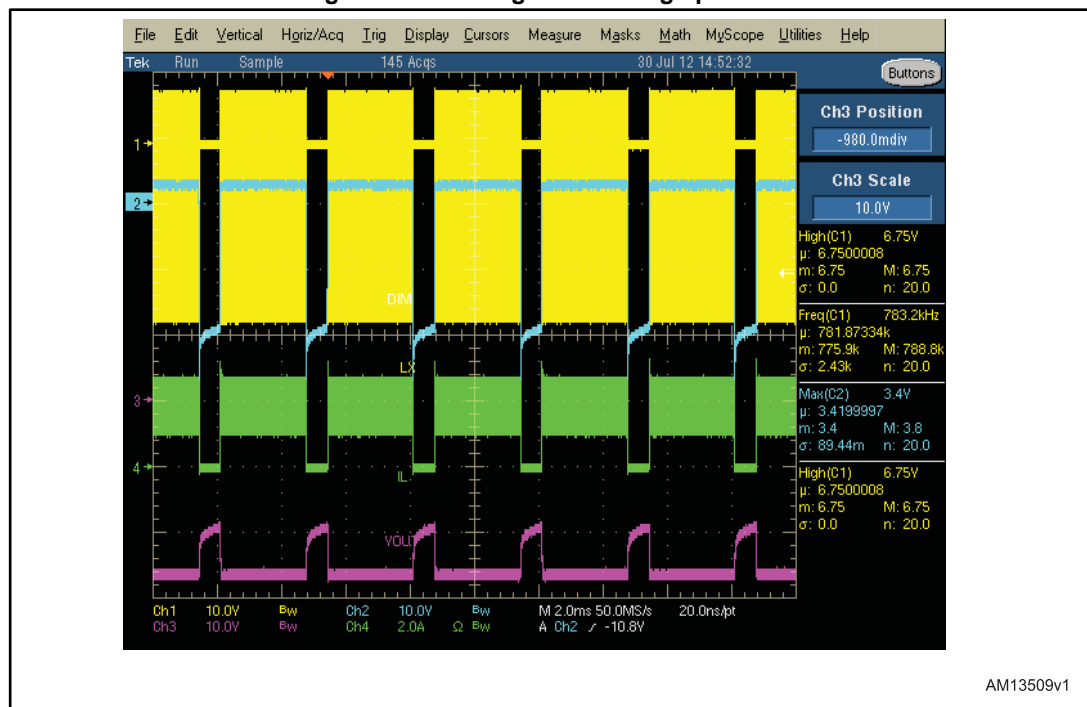 File Edit Vertical Horiz/Acq Trig Display Cursors Measure Masks Math MyScope Utilities Help
Tek Run Sample 145 Acqs 30 Jul 12 14:52:32
Buttons
Ch3 Position
-980.0mdiv
Ch3 Scale
10.0V
1
2
3
4
DIM
LX
IL
High(C1) 6.75V
µ: 6.7500008
m: 6.75 M: 6.75
σ: 0.0 n: 20.0
Freq(C1) 783.2kHz
µ: 781.87334k
m: 775.9k M: 788.8k
σ: 2.43k n: 20.0
Max(C2) 3.4V
µ: 3.4199997
m: 3.4 M: 3.8
σ: 89.44m n: 20.0
High(C1) 6.75V
µ: 6.7500008
m: 6.75 M: 6.75
σ: 0.0 n: 20.0
Ch1 10.0V Bw Ch2 10.0V Bw M 2.0ms 50.0MS/s 20.0ns/pt
Ch3 10.0V Bw Ch4 2.0A Ω Bw A Ch2 -10.8V
AM13509v1